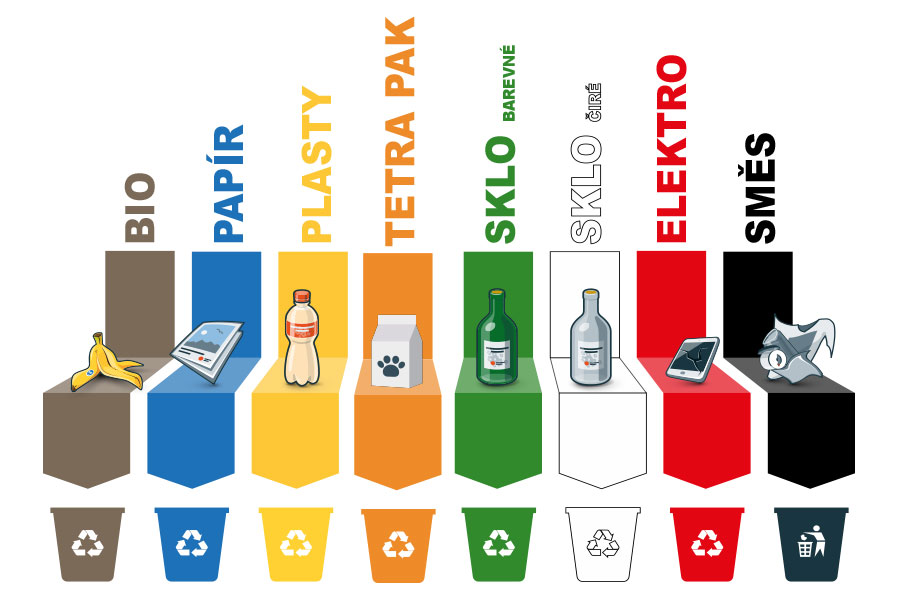 BIO
PAPÍR
PLASTY
TETRA PAK
SKLO BAREVNÉ
SKLO ČIRÉ
ELEKTRO
SMĚS